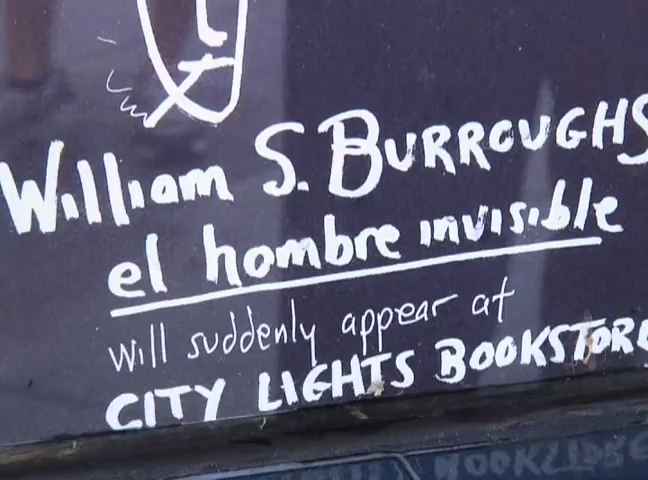 William S. BURROUGHS
el hombre invisible
will suddenly appear at
CITY LIGHTS BOOKSTORE